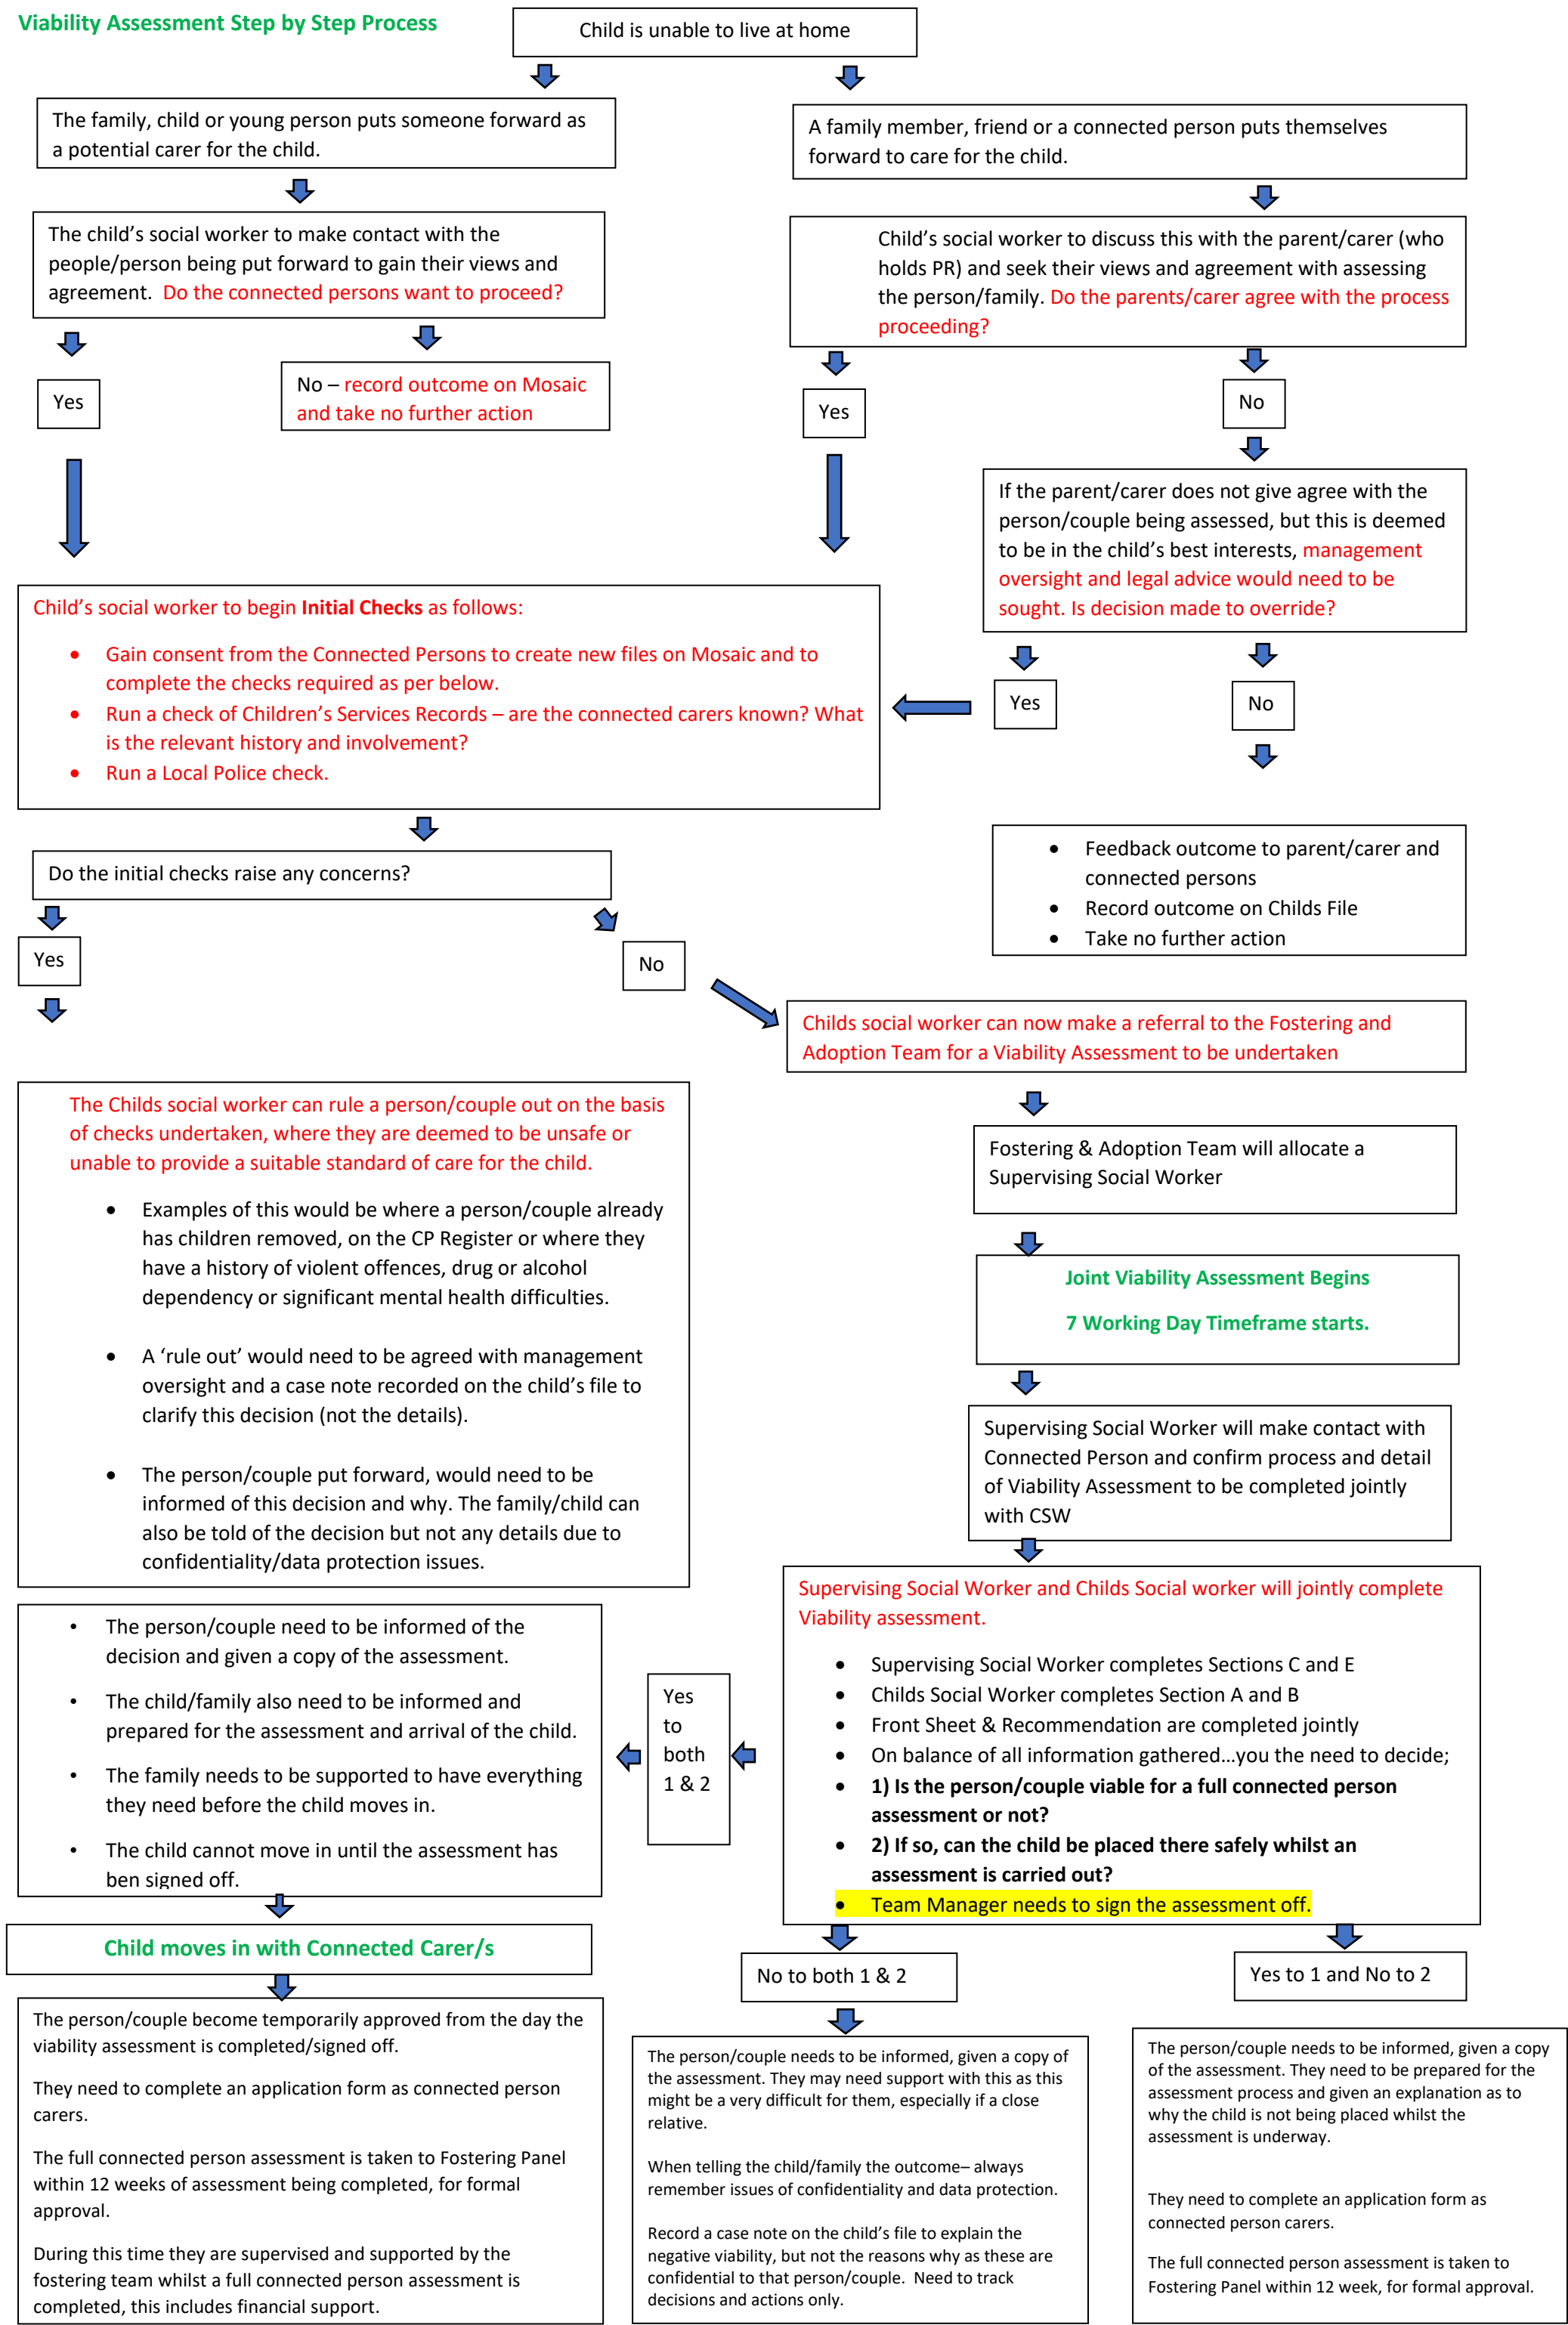 Viability Assessment Step by Step Process
Child is unable to live at home
The family, child or young person puts someone forward as
a potential carer for the child.
A family member, friend or a connected person puts themselves
forward to care for the child.
The child's social worker to make contact with the
people/person being put forward to gain their views and
agreement. Do the connected persons want to proceed?
Child's social worker to discuss this with the parent/carer (who
holds PR) and seek their views and agreement with assessing
the person/family. Do the parents/carer agree with the process
proceeding?
Yes
No – record outcome on Mosaic
and take no further action
Yes
No
If the parent/carer does not give agree with the
person/couple being assessed, but this is deemed
to be in the child's best interests, management
oversight and legal advice would need to be
sought. Is decision made to override?
Yes
No
Child's social worker to begin Initial Checks as follows:
• Gain consent from the Connected Persons to create new files on Mosaic and to
complete the checks required as per below.
• Run a check of Children's Services Records – are the connected carers known? What
is the relevant history and involvement?
• Run a Local Police check.
• Feedback outcome to parent/carer and
connected persons
• Record outcome on Childs File
• Take no further action
Do the initial checks raise any concerns?
Yes
No
Childs social worker can now make a referral to the Fostering and
Adoption Team for a Viability Assessment to be undertaken
The Childs social worker can rule a person/couple out on the basis
of checks undertaken, where they are deemed to be unsafe or
unable to provide a suitable standard of care for the child.
• Examples of this would be where a person/couple already
has children removed, on the CP Register or where they
have a history of violent offences, drug or alcohol
dependency or significant mental health difficulties.
• A 'rule out' would need to be agreed with management
oversight and a case note recorded on the child's file to
clarify this decision (not the details).
• The person/couple put forward, would need to be
informed of this decision and why. The family/child can
also be told of the decision but not any details due to
confidentiality/data protection issues.
Fostering & Adoption Team will allocate a
Supervising Social Worker
Joint Viability Assessment Begins
7 Working Day Timeframe starts.
Supervising Social Worker will make contact with
Connected Person and confirm process and detail
of Viability Assessment to be completed jointly
with CSW
Supervising Social Worker and Childs Social worker will jointly complete
Viability assessment.
• Supervising Social Worker completes Sections C and E
• Childs Social Worker completes Section A and B
• Front Sheet & Recommendation are completed jointly
• On balance of all information gathered...you the need to decide;
• 1) Is the person/couple viable for a full connected person
assessment or not?
• 2) If so, can the child be placed there safely whilst an
assessment is carried out?
• Team Manager needs to sign the assessment off.
Yes
to
both
1 & 2
• The person/couple need to be informed of the
decision and given a copy of the assessment.
• The child/family also need to be informed and
prepared for the assessment and arrival of the child.
• The family needs to be supported to have everything
they need before the child moves in.
• The child cannot move in until the assessment has
ben signed off.
Child moves in with Connected Carer/s
The person/couple become temporarily approved from the day the
viability assessment is completed/signed off.
They need to complete an application form as connected person
carers.
The full connected person assessment is taken to Fostering Panel
within 12 weeks of assessment being completed, for formal
approval.
During this time they are supervised and supported by the
fostering team whilst a full connected person assessment is
completed, this includes financial support.
No to both 1 & 2
The person/couple needs to be informed, given a copy of
the assessment. They may need support with this as this
might be a very difficult for them, especially if a close
relative.
When telling the child/family the outcome– always
remember issues of confidentiality and data protection.
Record a case note on the child's file to explain the
negative viability, but not the reasons why as these are
confidential to that person/couple. Need to track
decisions and actions only.
Yes to 1 and No to 2
The person/couple needs to be informed, given a copy
of the assessment. They need to be prepared for the
assessment process and given an explanation as to
why the child is not being placed whilst the
assessment is underway.
They need to complete an application form as
connected person carers.
The full connected person assessment is taken to
Fostering Panel within 12 week, for formal approval.